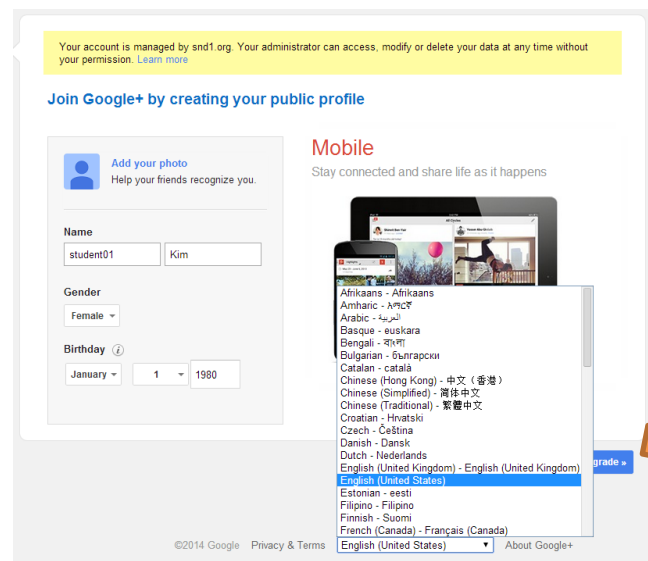 Your account is managed by snd1.org. Your administrator can access, modify or delete your data at any time without
your permission. Learn more
Join Google+ by creating your public profile
Add your photo
Help your friends recognize you.
Name
student01 Kim
Gender
Female
Birthday
January 1 1980
Mobile
Stay connected and share life as it happens
Afrikaans - Afrikaans
Amharic - አማርኛ
Arabic - العربية
Basque - euskara
Bengali - বাংলা
Bulgarian - български
Catalan - català
Chinese (Hong Kong) - 中文（香港）
Chinese (Simplified) - 简体中文
Chinese (Traditional) - 繁體中文
Croatian - Hrvatski
Czech - Čeština
Danish - Dansk
Dutch - Nederlands
English (United Kingdom) - English (United Kingdom)
English (United States)
Estonian - eesti
Filipino - Filipino
Finnish - Suomi
French (Canada) - Français (Canada)
grade »
©2014 Google Privacy & Terms English (United States) About Google+